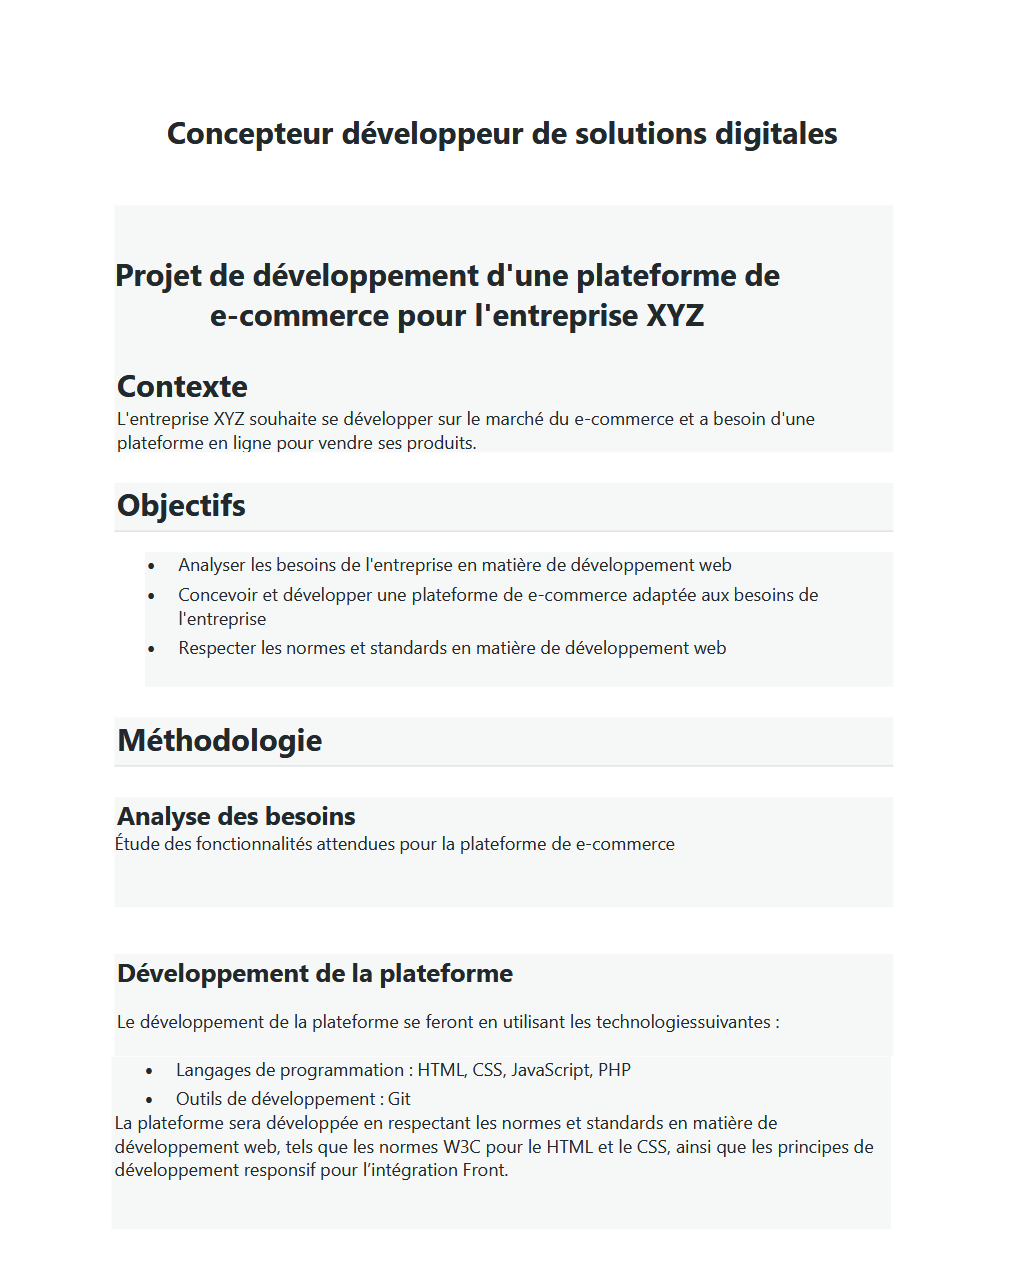 Concepteur développeur de solutions digitales
Projet de développement d'une plateforme de
e-commerce pour l'entreprise XYZ
Contexte
L'entreprise XYZ souhaite se développer sur le marché du e-commerce et a besoin d'une
plateforme en ligne pour vendre ses produits.
Objectifs
• Analyser les besoins de l'entreprise en matière de développement web
• Concevoir et développer une plateforme de e-commerce adaptée aux besoins de
l'entreprise
• Respecter les normes et standards en matière de développement web
Méthodologie
Analyse des besoins
Étude des fonctionnalités attendues pour la plateforme de e-commerce
Développement de la plateforme
Le développement de la plateforme se feront en utilisant les technologiessuivantes :
• Langages de programmation : HTML, CSS, JavaScript, PHP
• Outils de développement : Git
La plateforme sera développée en respectant les normes et standards en matière de
développement web, tels que les normes W3C pour le HTML et le CSS, ainsi que les principes de
développement responsif pour l’intégration Front.